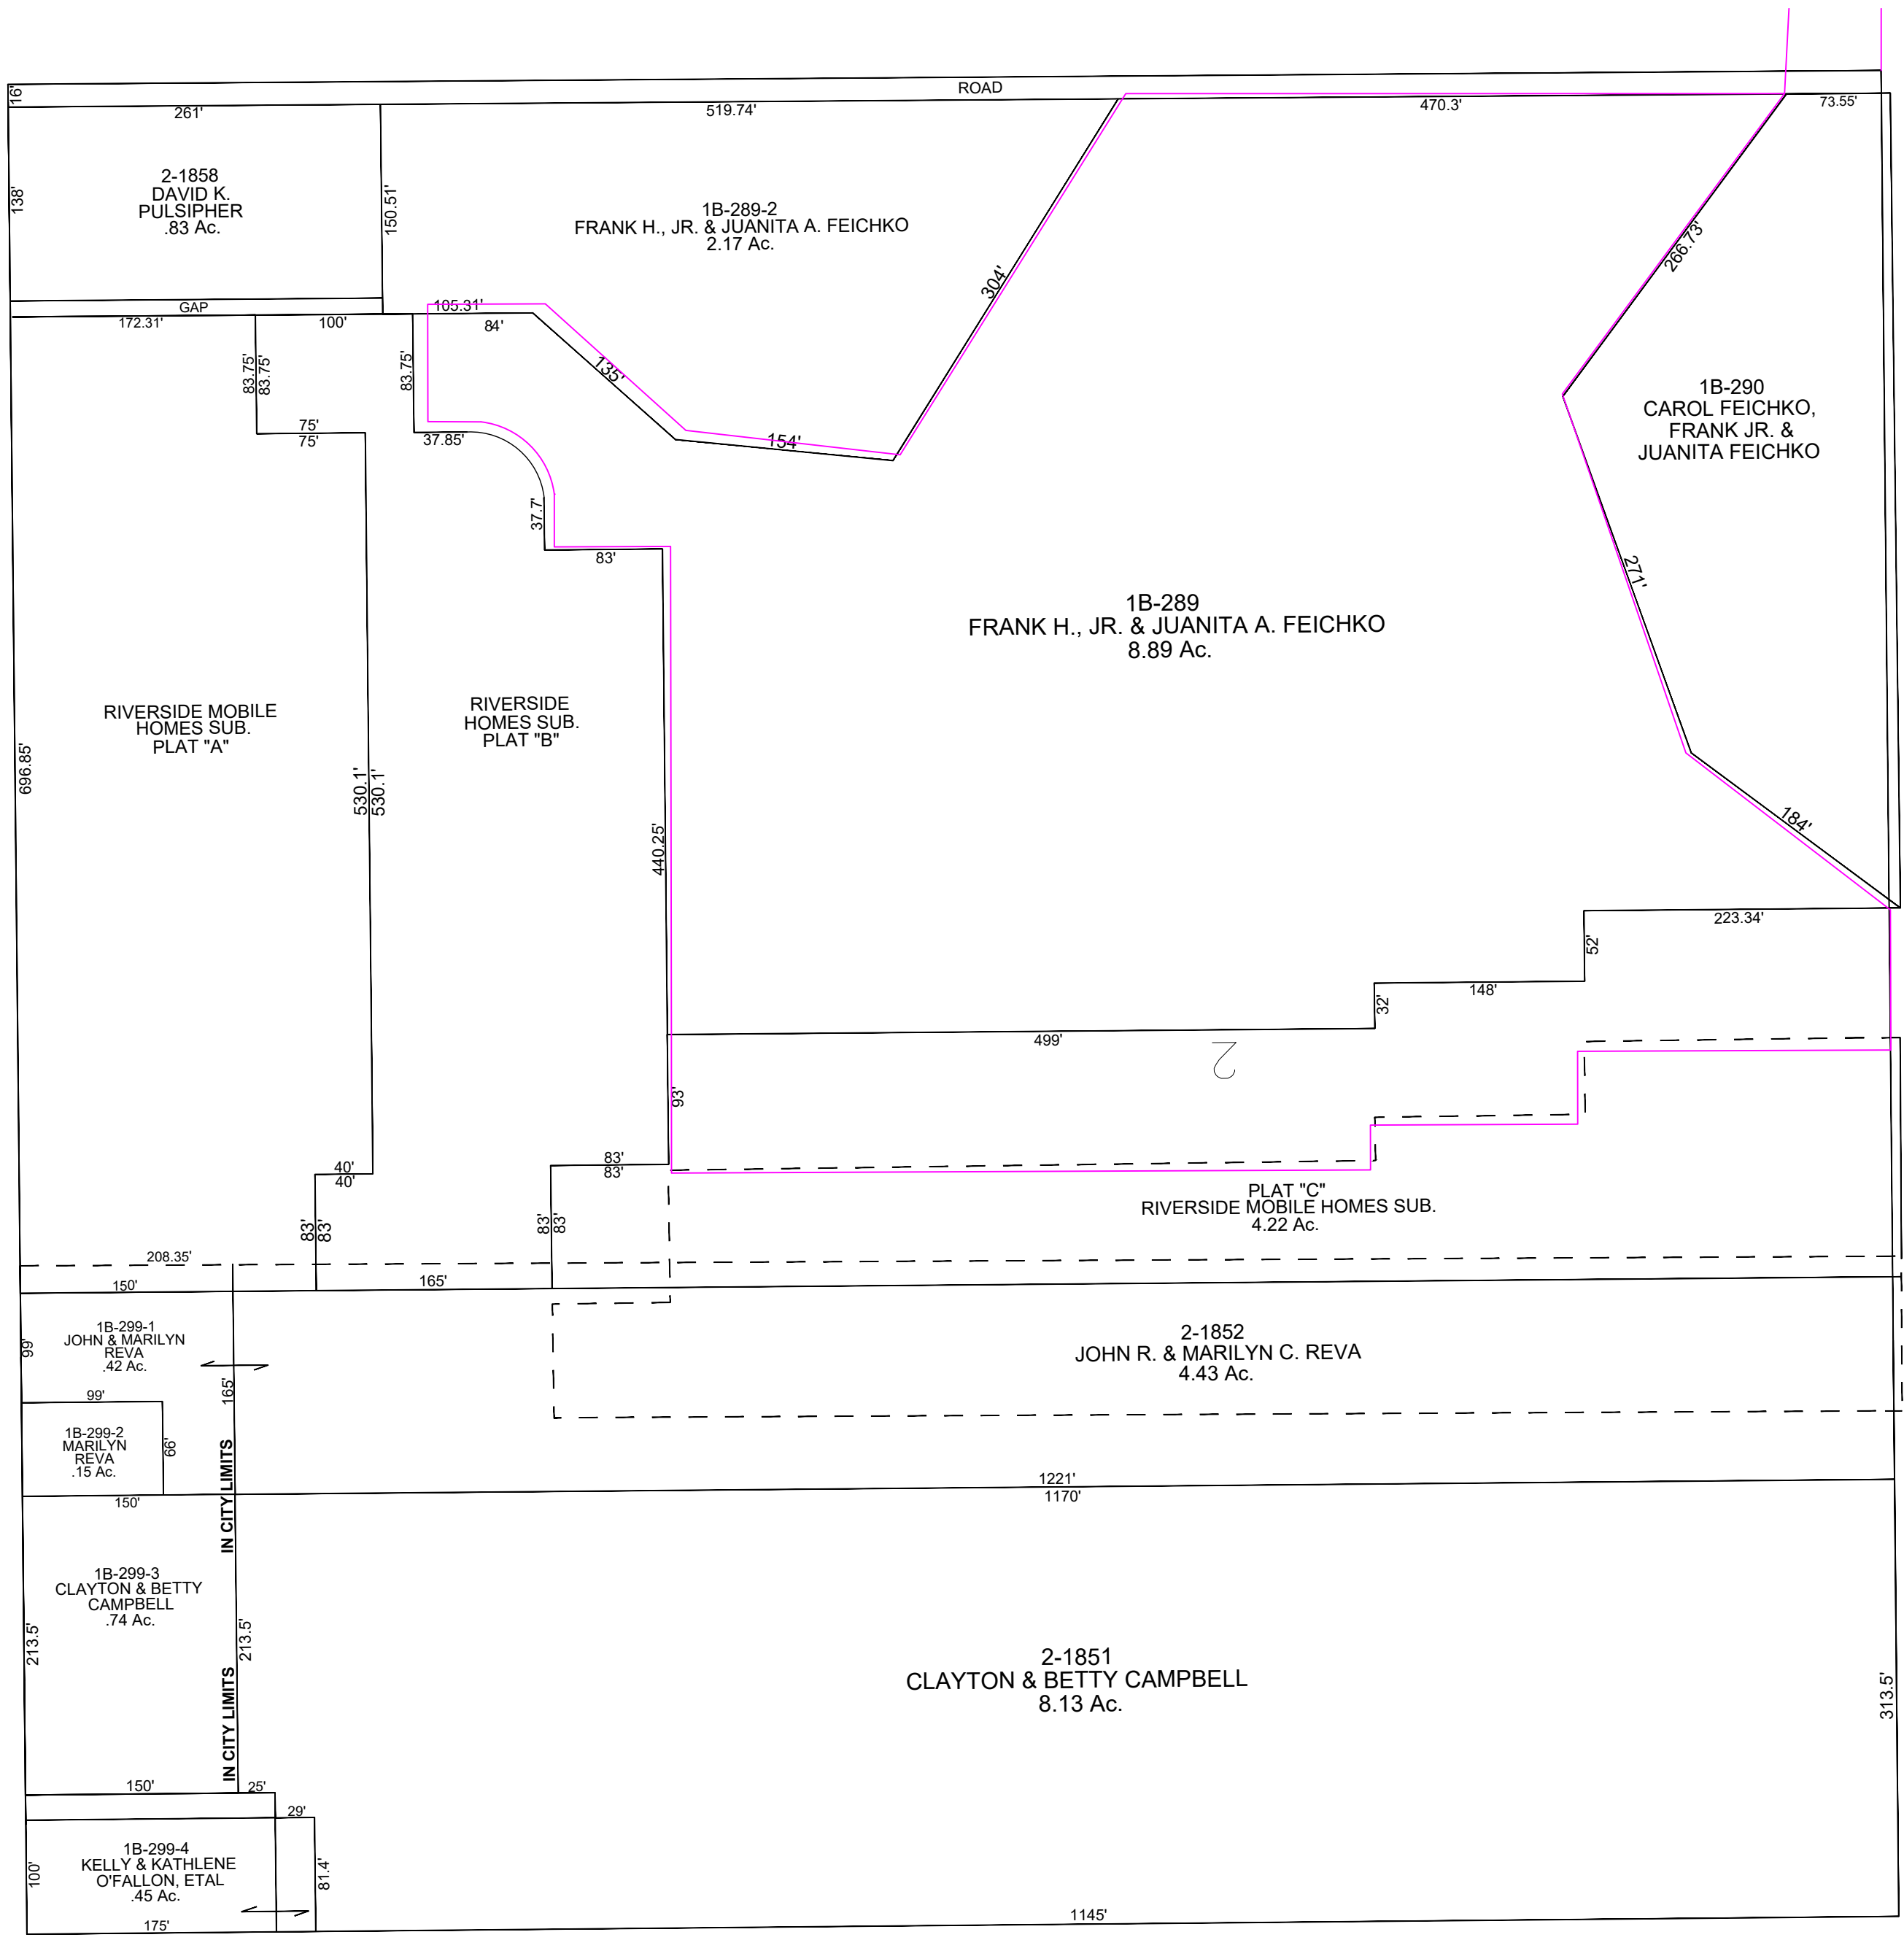 ROAD
16'
261'
519.74'
470.3'
73.55'
138'
2-1858
DAVID K.
PULSIPHER
.83 Ac.
150.51'
1B-289-2
FRANK H., JR. & JUANITA A. FEICHKO
2.17 Ac.
304'
266.73'
GAP
105.31'
172.31'
100'
84'
83.75'
83.75'
83.75'
135'
1B-290
CAROL FEICHKO,
FRANK JR. &
JUANITA FEICHKO
75'
75'
37.85'
154'
37.7'
83'
271'
1B-289
FRANK H., JR. & JUANITA A. FEICHKO
8.89 Ac.
RIVERSIDE MOBILE
HOMES SUB.
PLAT "A"
RIVERSIDE
HOMES SUB.
PLAT "B"
696.85'
530.1'
530.1'
440.25'
184'
223.34'
52'
148'
32'
499'
2
93'
83'
83'
40'
40'
83'
83'
83'
83'
PLAT "C"
RIVERSIDE MOBILE HOMES SUB.
4.22 Ac.
208.35'
150'
165'
99'
1B-299-1
JOHN & MARILYN
REVA
.42 Ac.
165'
2-1852
JOHN R. & MARILYN C. REVA
4.43 Ac.
99'
1B-299-2
MARILYN
REVA
.15 Ac.
66'
IN CITY LIMITS
150'
1221'
1170'
1B-299-3
CLAYTON & BETTY
CAMPBELL
.74 Ac.
213.5'
213.5'
2-1851
CLAYTON & BETTY CAMPBELL
8.13 Ac.
313.5'
IN CITY LIMITS
150'
25'
29'
1B-299-4
KELLY & KATHLENE
O'FALLON, ETAL
.45 Ac.
100'
81.4'
175'
1145'